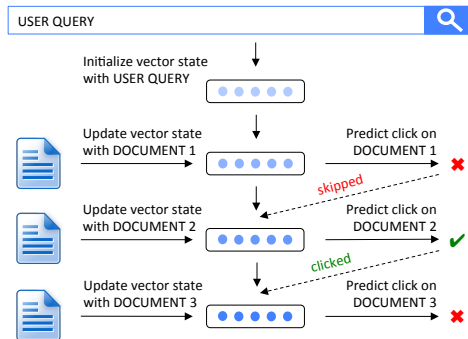 USER QUERY
Initialize vector state
with USER QUERY
Update vector state
with DOCUMENT 1
Predict click on
DOCUMENT 1
skipped
Update vector state
with DOCUMENT 2
Predict click on
DOCUMENT 2
clicked
Update vector state
with DOCUMENT 3
Predict click on
DOCUMENT 3